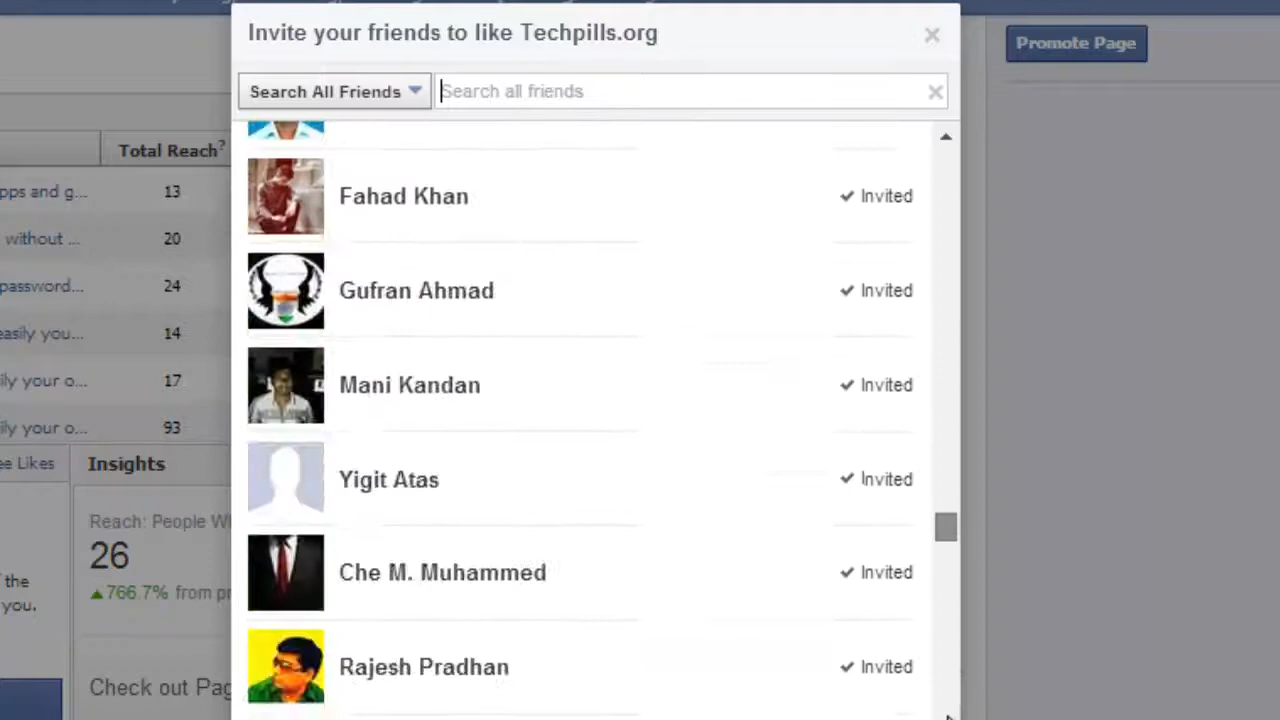 Invite your friends to like Techpills.org
Promote Page
Search All Friends
Search all friends
Total Reach?
pps and g... 13
Fahad Khan Invited
without ... 20
password... 24
Gufran Ahmad Invited
easily you... 14
ily your o... 17
Mani Kandan Invited
ily your o... 93
ee Likes
Insights
Yigit Atas Invited
Reach: People W
26
the
766.7% from pr
you.
Che M. Muhammed Invited
Rajesh Pradhan Invited
Check out Pag